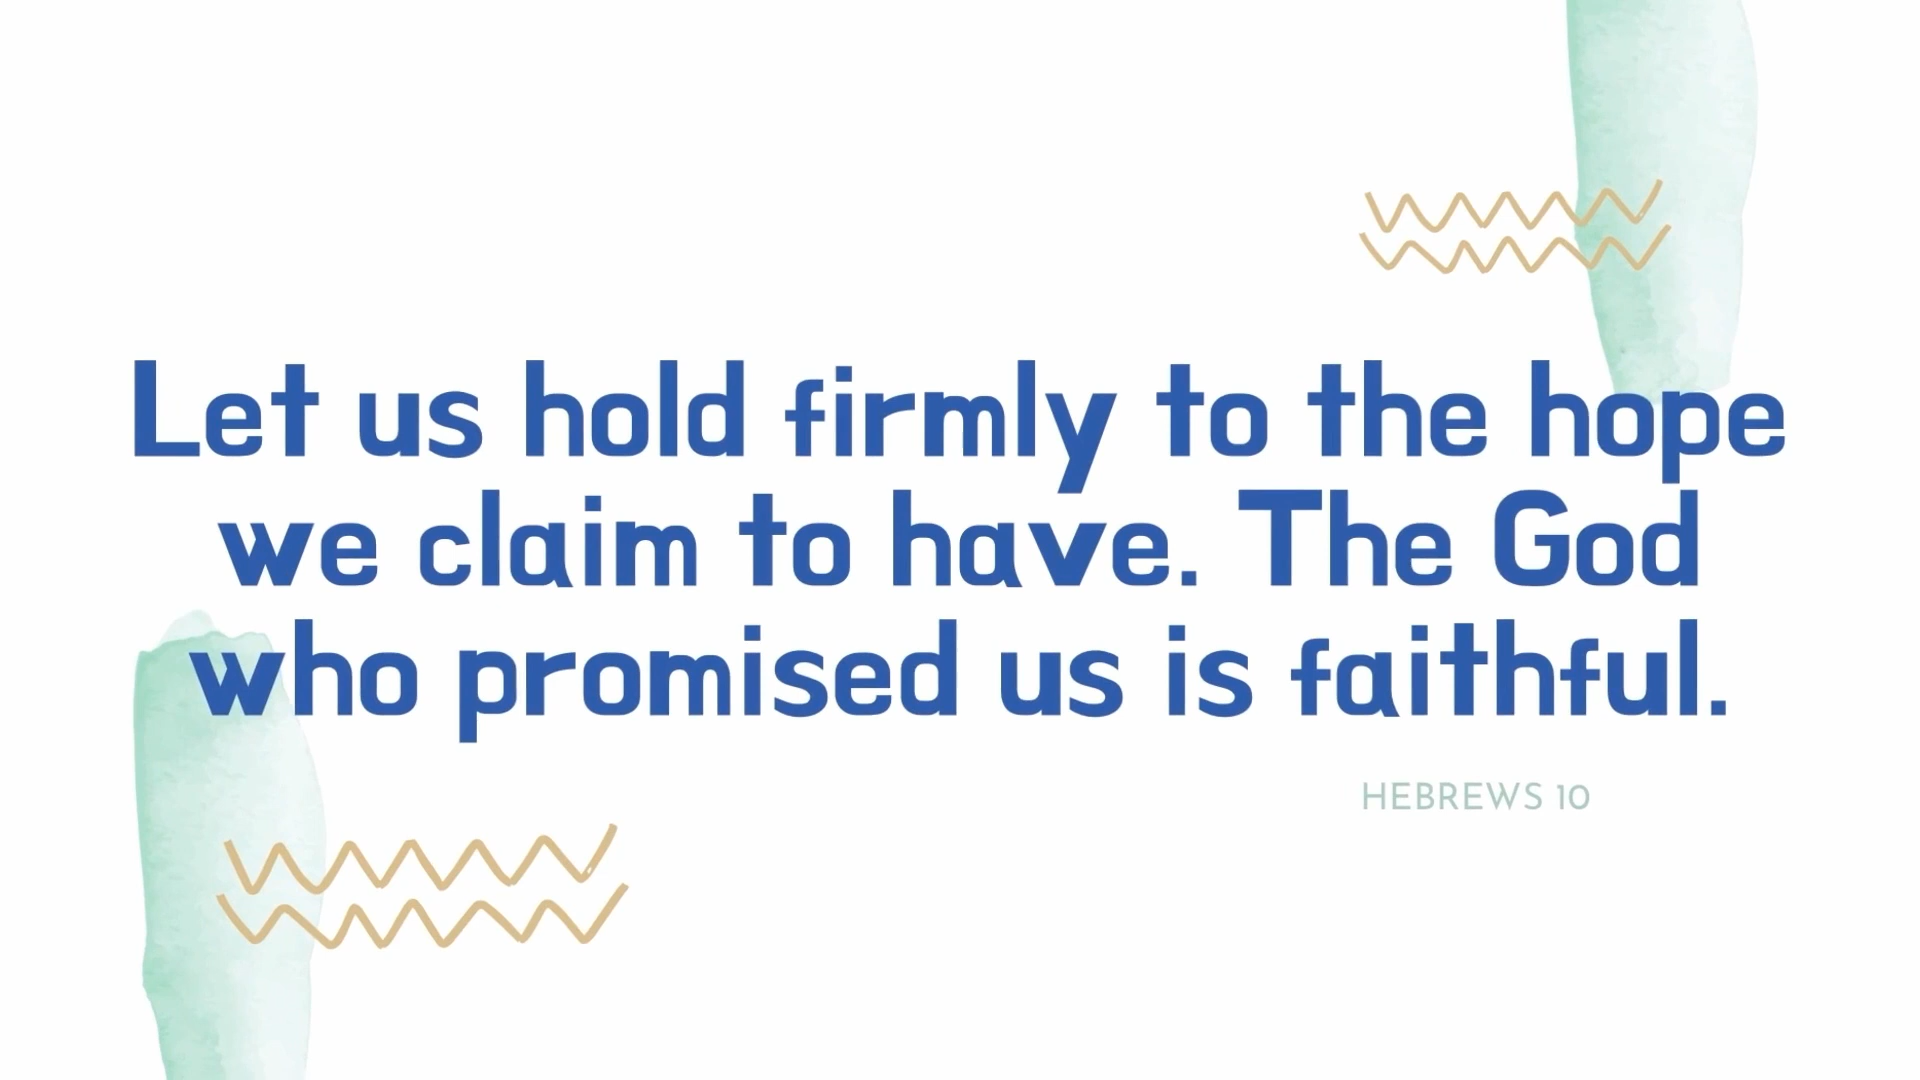 Let us hold firmly to the hope
we claim to have. The God
who promised us is faithful.
HEBREWS 10